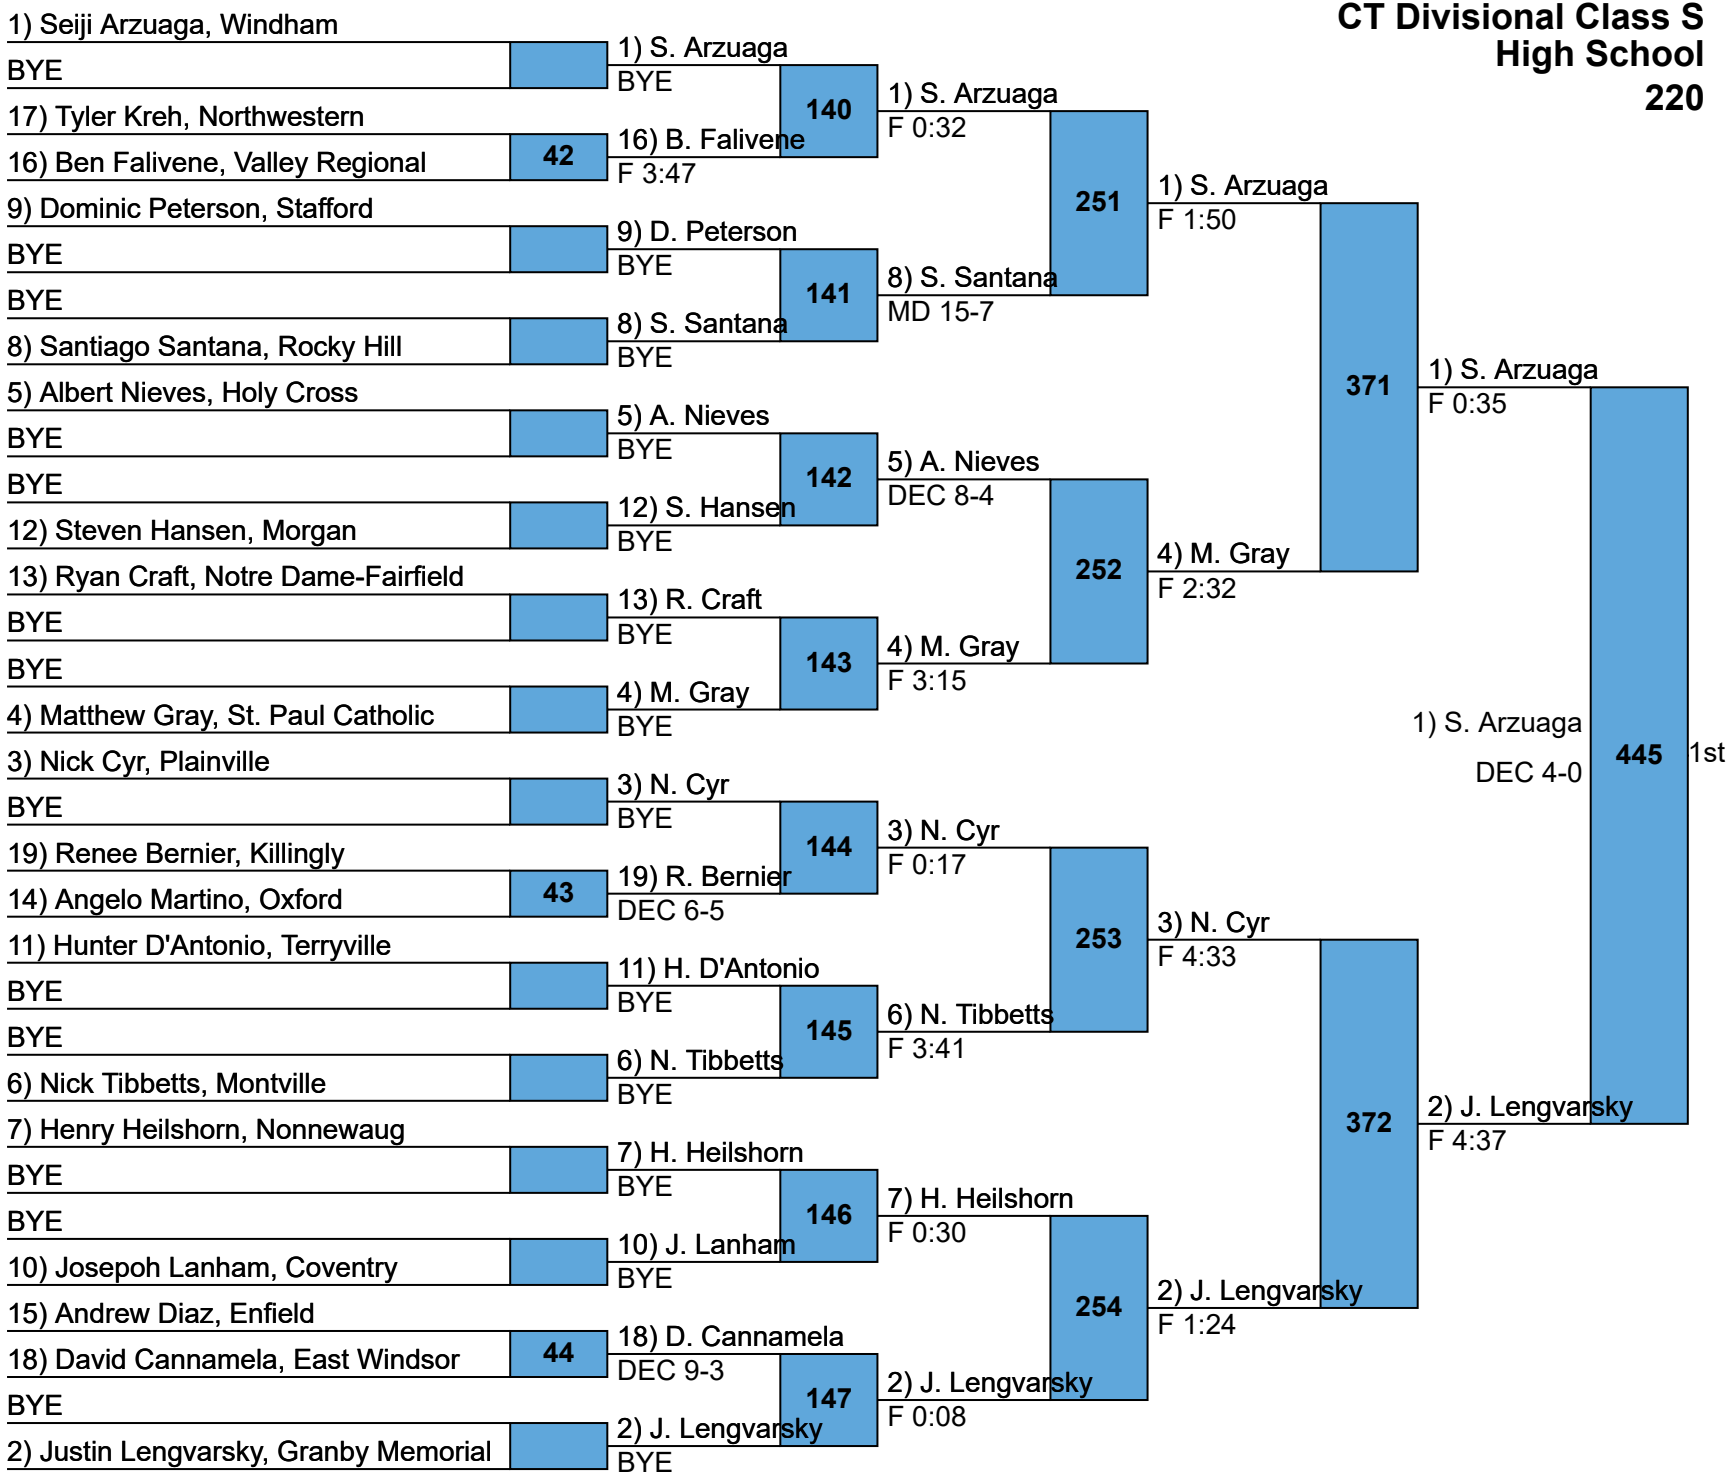 CT Divisional Class S
High School
220
1) Seiji Arzuaga, Windham
BYE
17) Tyler Kreh, Northwestern
16) Ben Falivene, Valley Regional
9) Dominic Peterson, Stafford
BYE
BYE
8) Santiago Santana, Rocky Hill
5) Albert Nieves, Holy Cross
BYE
BYE
12) Steven Hansen, Morgan
13) Ryan Craft, Notre Dame-Fairfield
BYE
BYE
4) Matthew Gray, St. Paul Catholic
3) Nick Cyr, Plainville
BYE
19) Renee Bernier, Killingly
14) Angelo Martino, Oxford
11) Hunter D'Antonio, Terryville
BYE
BYE
6) Nick Tibbetts, Montville
7) Henry Heilshorn, Nonnewaug
BYE
BYE
10) Josepoh Lanham, Coventry
15) Andrew Diaz, Enfield
18) David Cannamela, East Windsor
BYE
2) Justin Lengvarsky, Granby Memorial
42
43
44
1) S. Arzuaga
BYE
16) B. Falivene
F 3:47
9) D. Peterson
BYE
8) S. Santana
BYE
5) A. Nieves
BYE
12) S. Hansen
BYE
13) R. Craft
BYE
4) M. Gray
BYE
3) N. Cyr
BYE
19) R. Bernier
DEC 6-5
11) H. D'Antonio
BYE
6) N. Tibbetts
BYE
7) H. Heilshorn
BYE
10) J. Lanham
BYE
18) D. Cannamela
DEC 9-3
2) J. Lengvarsky
BYE
140
141
142
143
144
145
146
147
1) S. Arzuaga
F 0:32
8) S. Santana
MD 15-7
5) A. Nieves
DEC 8-4
4) M. Gray
F 3:15
3) N. Cyr
F 0:17
6) N. Tibbetts
F 3:41
7) H. Heilshorn
F 0:30
2) J. Lengvarsky
F 0:08
251
252
253
254
1) S. Arzuaga
F 1:50
4) M. Gray
F 2:32
3) N. Cyr
F 4:33
2) J. Lengvarsky
F 1:24
371
372
1) S. Arzuaga
F 0:35
2) J. Lengvarsky
F 4:37
1) S. Arzuaga
DEC 4-0
445
1st